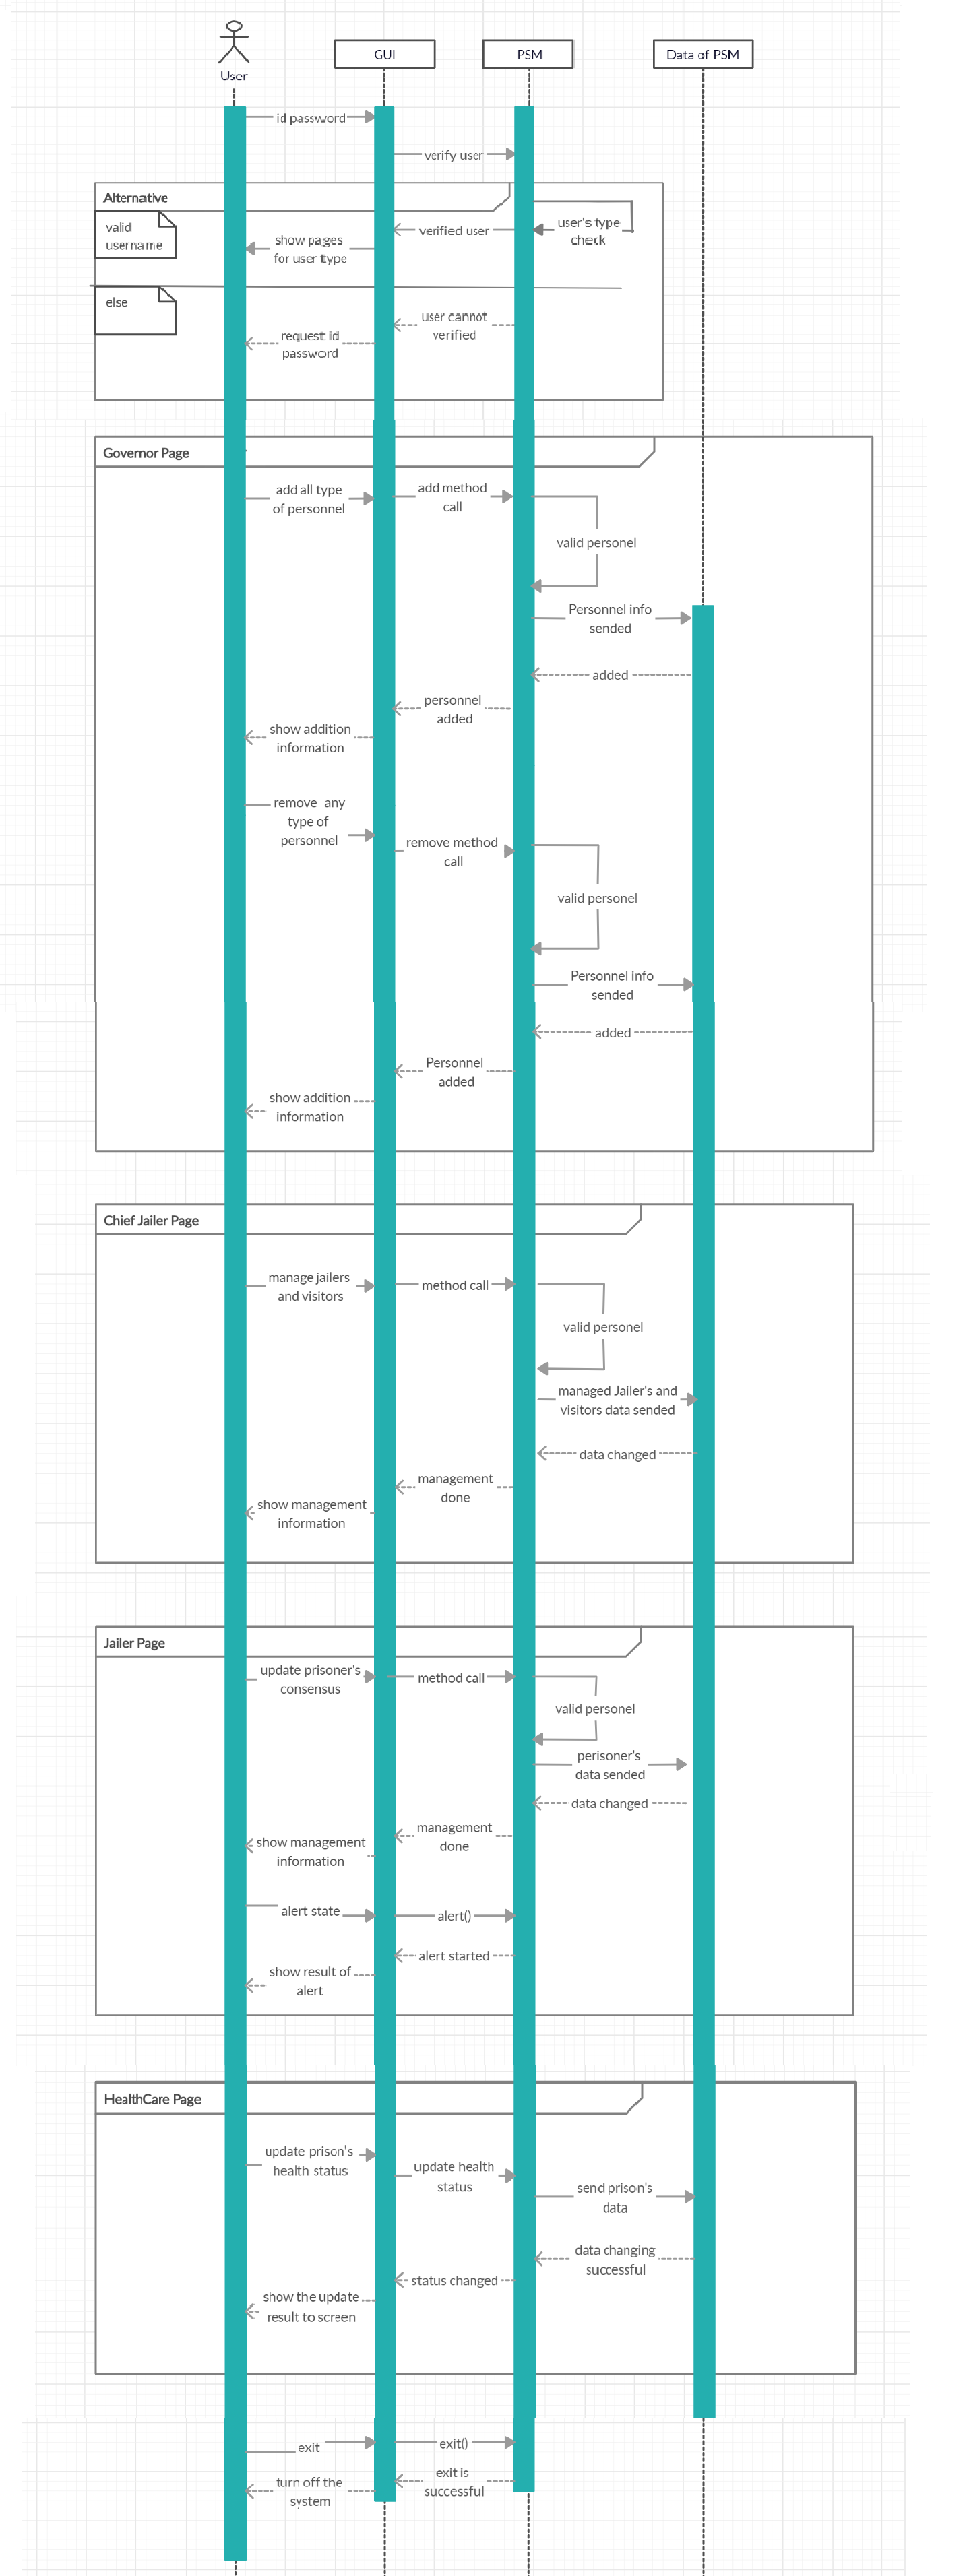 User
GUI
PSM
Data of PSM
id password
verify user
Alternative
valid
username
user's type
check
verified user
show pages
for user type
else
user cannot
verified
request id
password
Governor Page
add all type
of personnel
add method
call
valid personel
Personnel info
sended
added
personnel
added
show addition
information
remove any
type of
personnel
remove method
call
valid personel
Personnel info
sended
added
Personnel
added
show addition
information
Chief Jailer Page
manage jailers
and visitors
method call
valid personel
managed Jailer's and
visitors data sended
data changed
management
done
show management
information
Jailer Page
update prisoner's
consensus
method call
valid personel
perisoner's
data sended
data changed
management
done
show management
information
alert state
alert()
alert started
show result of
alert
HealthCare Page
update prison's
health status
update health
status
send prison's
data
data changing
successful
status changed
show the update
result to screen
exit
exit()
exit is
successful
turn off the
system